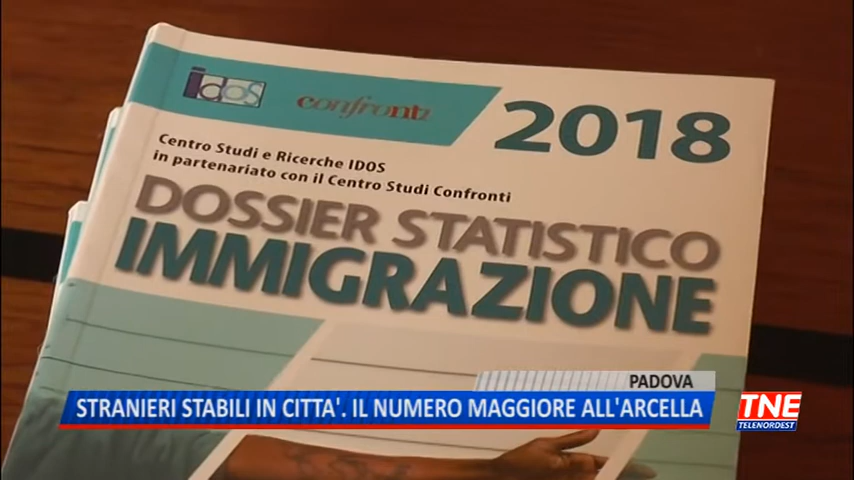 idos
confronti
2018
Centro Studi e Ricerche IDOS
in partenariato con il Centro Studi Confronti
DOSSIER STATISTICO
IMMIGRAZIONE
PADOVA
STRANIERI STABILI IN CITTA'. IL NUMERO MAGGIORE ALL'ARCELLA
TNE
TELENORDEST